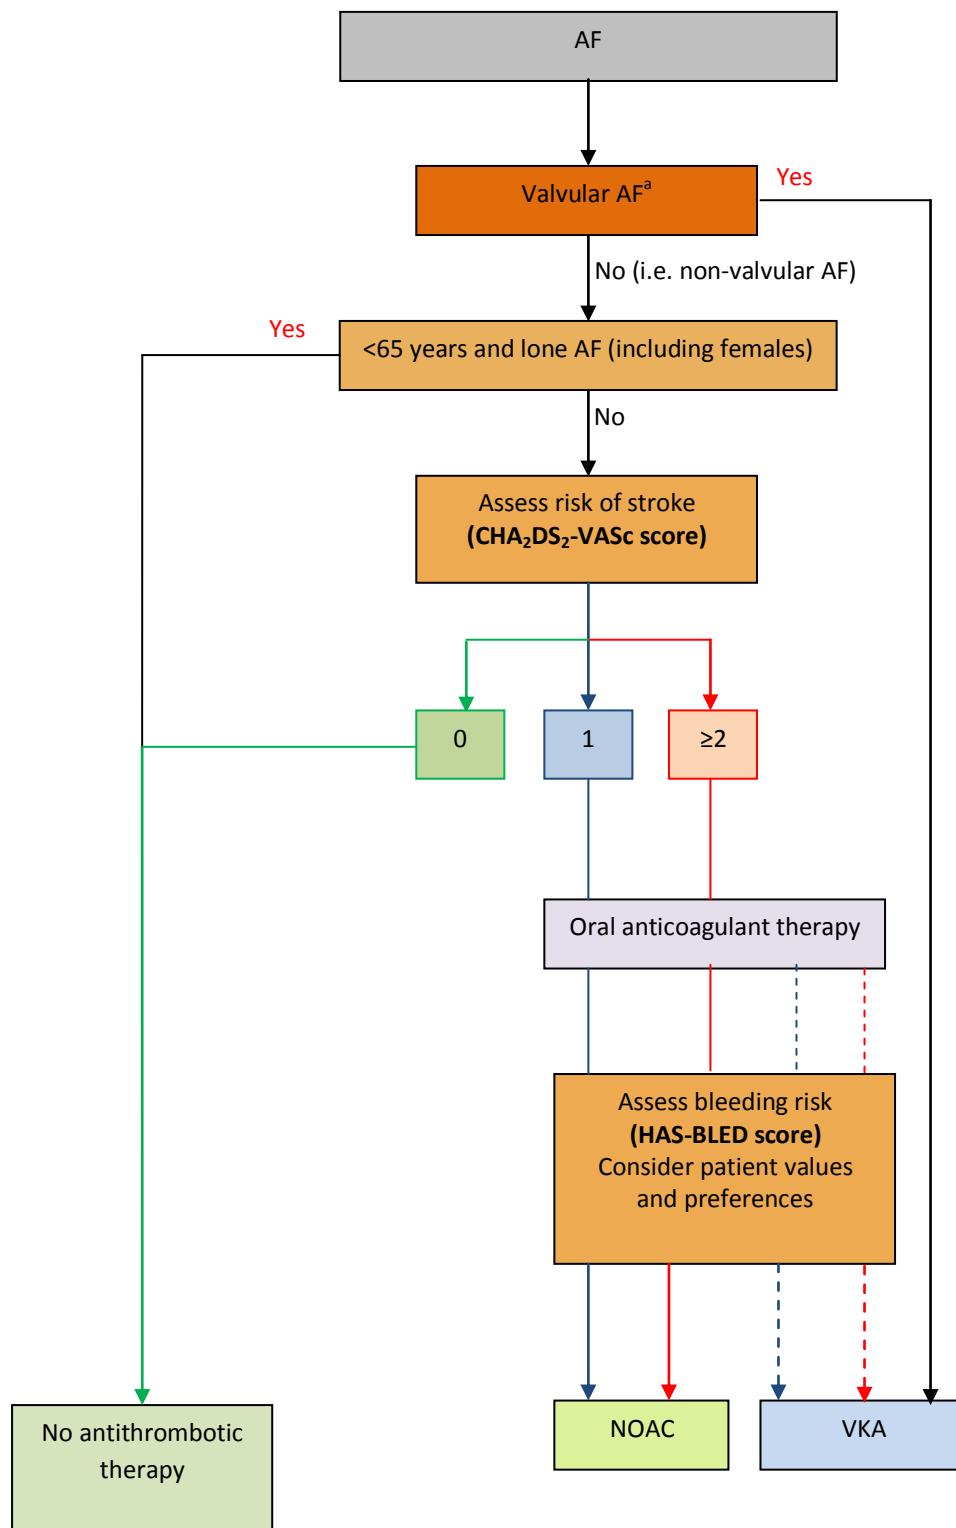 AF
Valvular AFᵃ
Yes
No (i.e. non-valvular AF)
Yes
<65 years and lone AF (including females)
No
Assess risk of stroke
(CHA₂DS₂-VASc score)
0
1
≥2
Oral anticoagulant therapy
Assess bleeding risk
(HAS-BLED score)
Consider patient values
and preferences
No antithrombotic
therapy
NOAC
VKA